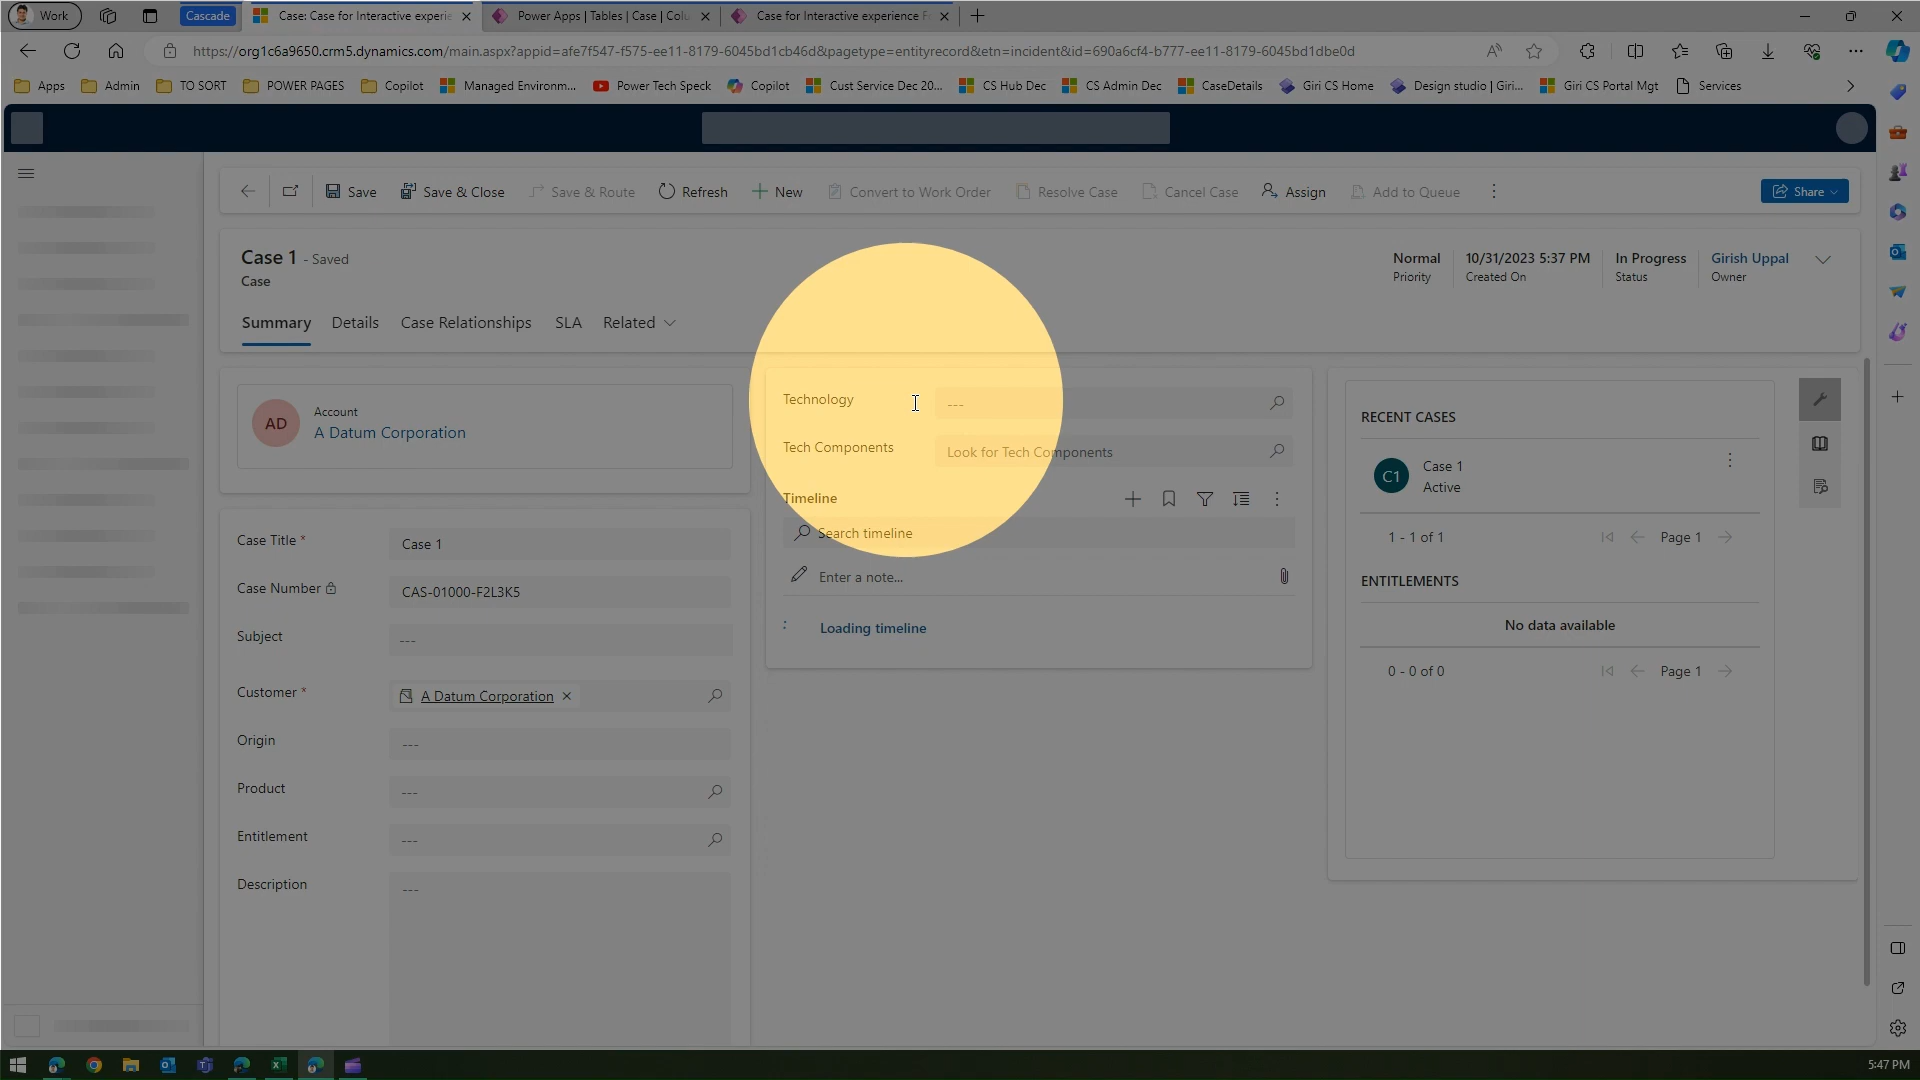 Work
Cascade
Case: Case for Interactive experie
Power Apps | Tables | Case | Colu
Case for Interactive experience F
https://org1c6a9650.crm5.dynamics.com/main.aspx?appid=afe7f547-f575-ee11-8179-6045bd1cb46d&pagetype=entityrecord&etn=incident&id=690a6cf4-b777-ee11-8179-6045bd1dbe0d
Apps
Admin
TO SORT
POWER PAGES
Copilot
Managed Environm...
Power Tech Speck
Copilot
Cust Service Dec 20...
CS Hub Dec
CS Admin Dec
CaseDetails
Giri CS Home
Design studio | Giri...
Giri CS Portal Mgt
Services
Save
Save & Close
Save & Route
Refresh
New
Convert to Work Order
Resolve Case
Cancel Case
Assign
Add to Queue
Share
Case 1 - Saved
Case
Normal
Priority
10/31/2023 5:37 PM
Created On
In Progress
Status
Girish Uppal
Owner
Summary
Details
Case Relationships
SLA
Related
AD
Account
A Datum Corporation
Case Title *
Case 1
Case Number
CAS-01000-F2L3K5
Subject
---
Customer *
A Datum Corporation
Origin
---
Product
---
Entitlement
---
Description
---
Technology
---
Tech Components
Look for Tech Components
Timeline
Search timeline
Enter a note...
Loading timeline
RECENT CASES
C1
Case 1
Active
1 - 1 of 1
Page 1
ENTITLEMENTS
No data available
0 - 0 of 0
Page 1
5:47 PM